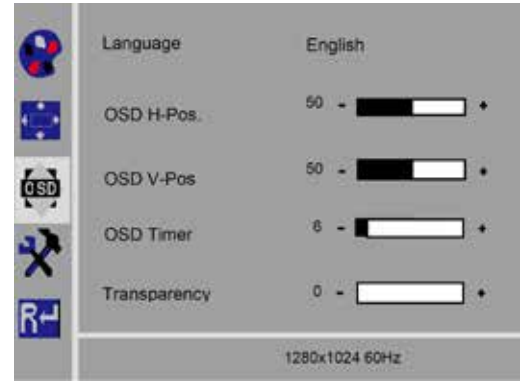 Language English
OSD H-Pos. 50 - +
OSD
OSD V-Pos 50 - +
OSD Timer 6 - +
Transparency 0 - +
R
1280x1024 60Hz